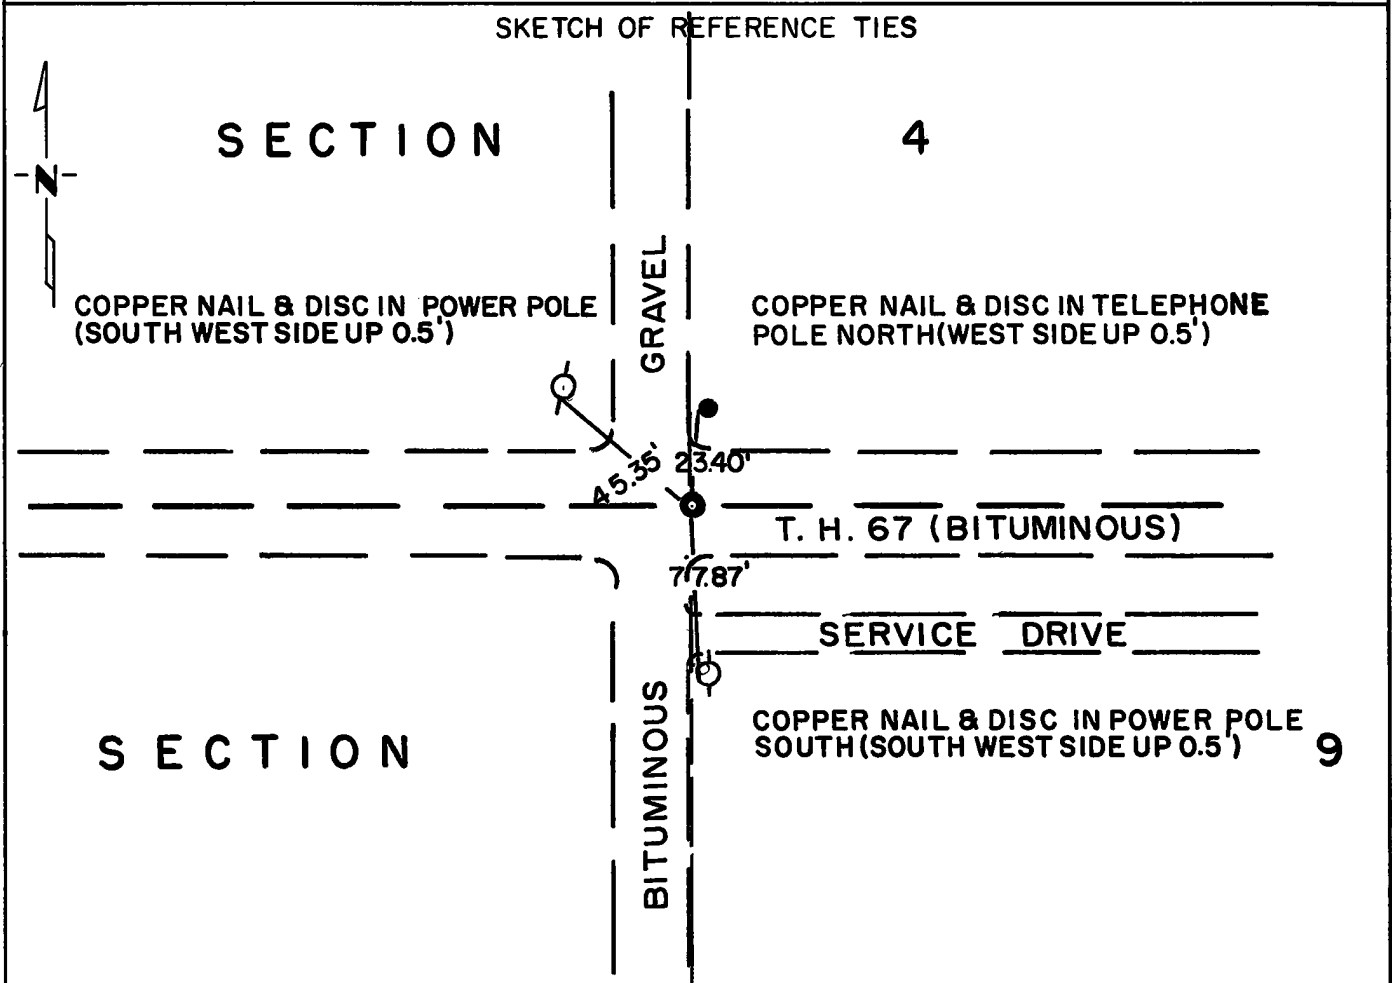 SKETCH OF REFERENCE TIES
SECTION 4
N
GRAVEL
COPPER NAIL & DISC IN POWER POLE
(SOUTH WEST SIDE UP 0.5')
COPPER NAIL & DISC IN TELEPHONE
POLE NORTH(WEST SIDE UP 0.5')
45.35'
23.40'
T. H. 67 (BITUMINOUS)
77.87'
SERVICE DRIVE
BITUMINOUS
COPPER NAIL & DISC IN POWER POLE
SOUTH(SOUTH WEST SIDE UP 0.5')
SECTION 9